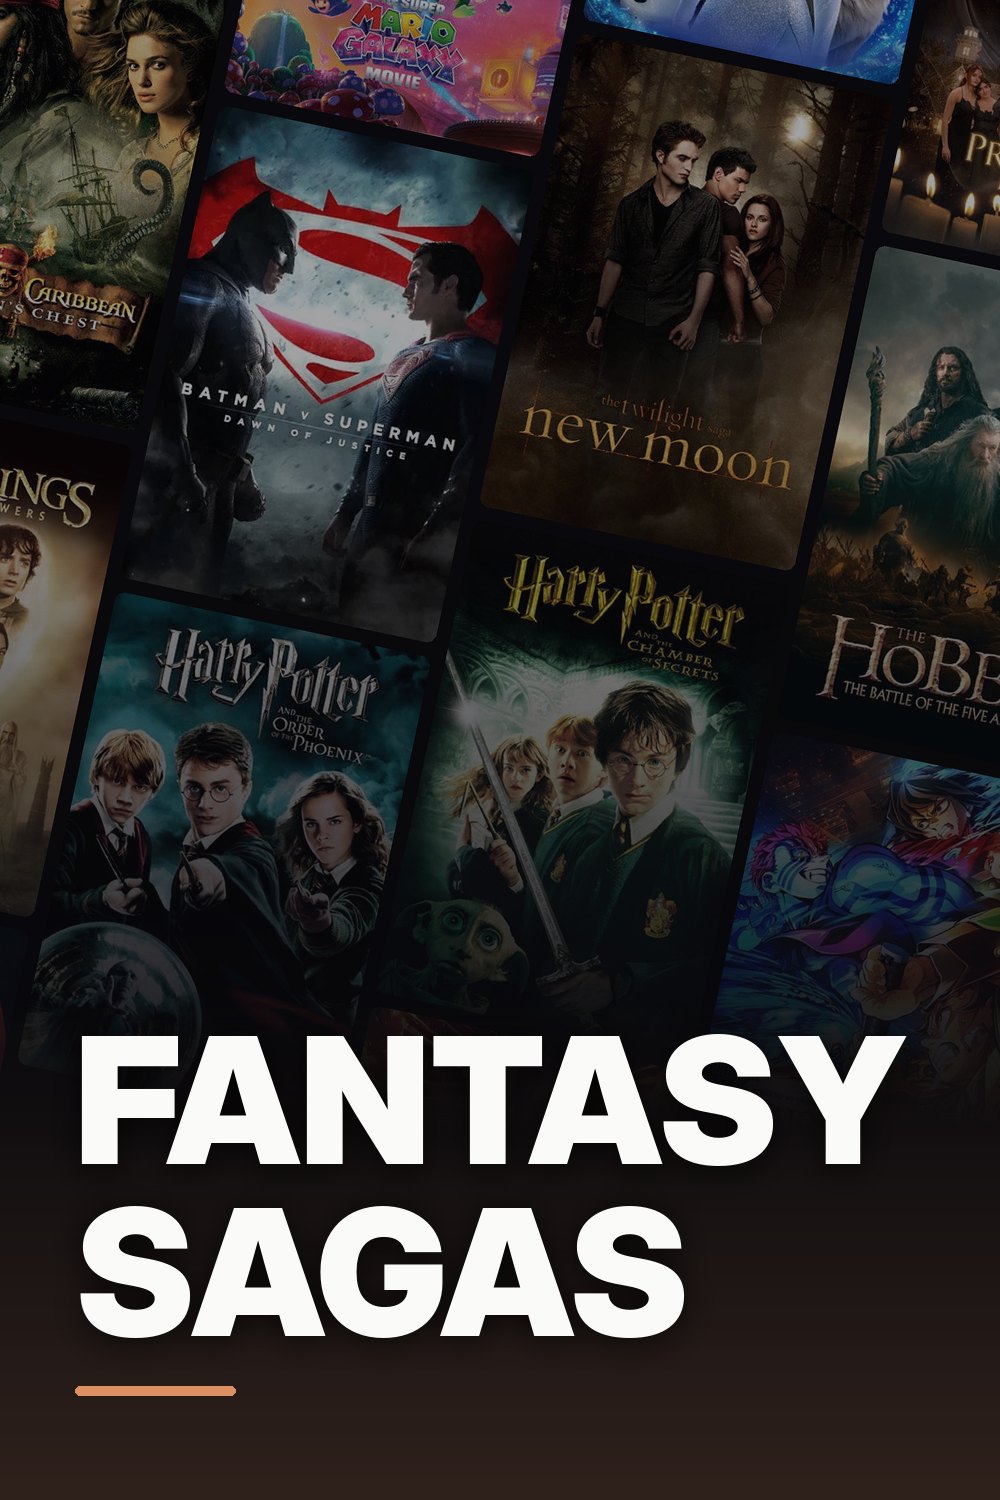 SUPER
MARIO
GALAXY
MOVIE
PR
CARIBBEAN
N'S CHEST
BATMAN V SUPERMAN
DAWN OF JUSTICE
the twilight saga
new moon
INGS
WERS
Harry Potter
AND THE
CHAMBER
OF SECRETS
THE
HOBB
THE BATTLE OF THE FIVE A
Harry Potter
AND THE
ORDER
OF THE PHOENIX
FANTASY
SAGAS